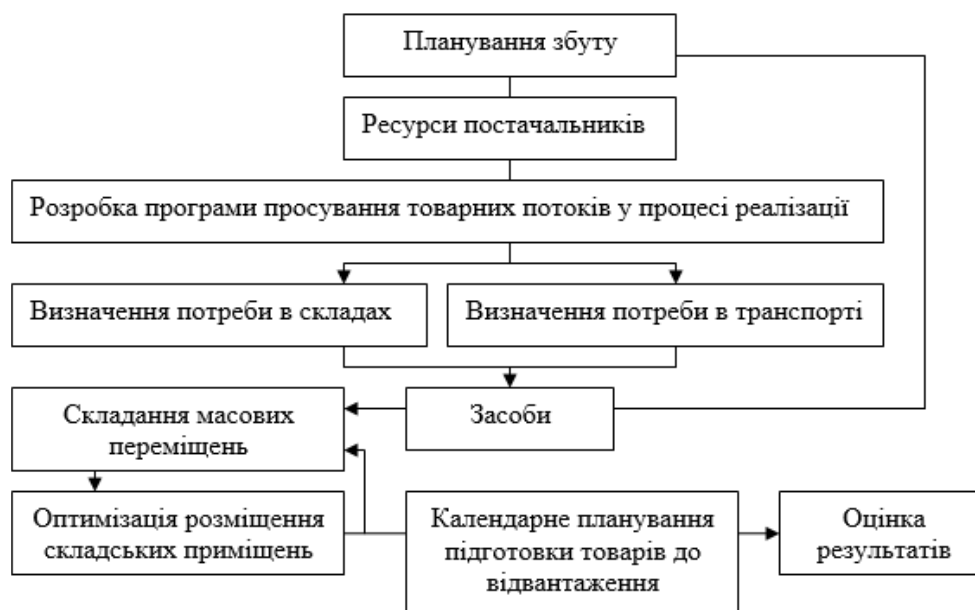 Планування збуту
Ресурси постачальників
Розробка програми просування товарних потоків у процесі реалізації
Визначення потреби в складах
Визначення потреби в транспорті
Складання масових
переміщень
Засоби
Оптимізація розміщення
складських приміщень
Календарне планування
підготовки товарів до
відвантаження
Оцінка
результатів